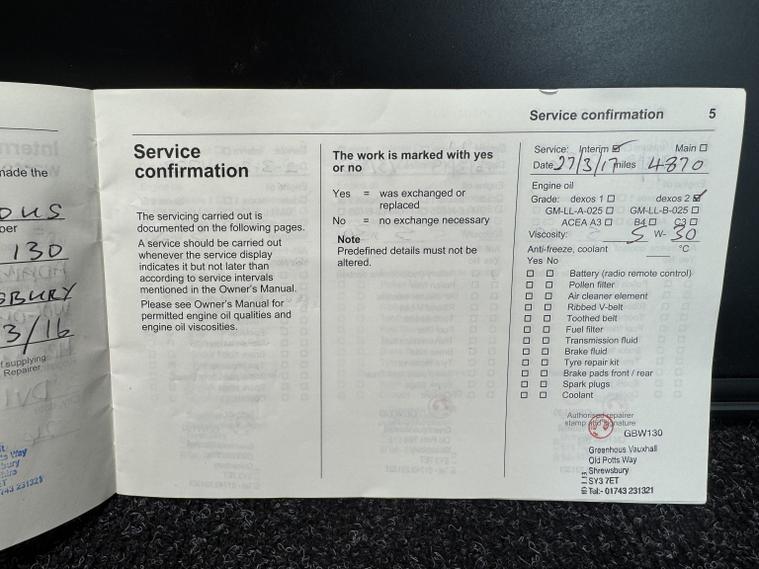 made the
OUS
130
SBURY
3/16
f supplying
Repairer
Way
743 231321
Service confirmation 5
Service
confirmation
The servicing carried out is
documented on the following pages.
A service should be carried out
whenever the service display
indicates it but not later than
according to service intervals
mentioned in the Owner's Manual.
Please see Owner's Manual for
permitted engine oil qualities and
engine oil viscosities.
The work is marked with yes
or no
Yes = was exchanged or
replaced
No = no exchange necessary
Note
Predefined details must not be
altered.
Service: Interim ☑ Main ☐
Date 27/3/17 miles 4870
Engine oil
Grade: dexos 1 ☐ dexos 2 ☑
GM-LL-A-025 ☐ GM-LL-B-025 ☐
ACEA A3 ☐ B4 ☐ C3 ☐
Viscosity: 5 W- 30
Anti-freeze, coolant °C
Yes No
☐ ☐ Battery (radio remote control)
☐ ☐ Pollen filter
☐ ☐ Air cleaner element
☐ ☐ Ribbed V-belt
☐ ☐ Toothed belt
☐ ☐ Fuel filter
☐ ☐ Transmission fluid
☐ ☐ Brake fluid
☐ ☐ Tyre repair kit
☐ ☐ Brake pads front / rear
☐ ☐ Spark plugs
☐ ☐ Coolant
Authorised repairer
stamp and signature
GBW130
Greenhous Vauxhall
Old Potts Way
Shrewsbury
SY3 7ET
Tel:- 01743 231321